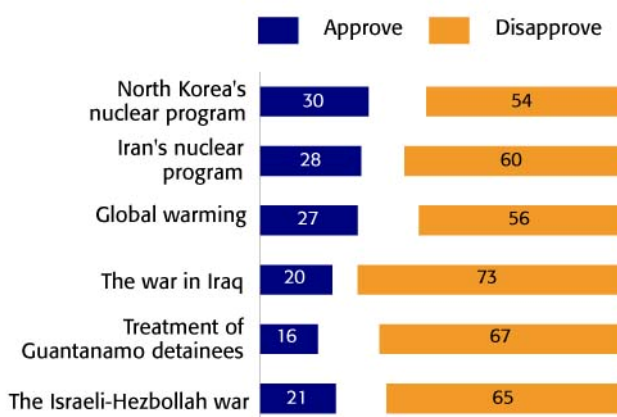 Approve Disapprove
North Korea's
nuclear program
30 54
Iran's nuclear
program
28 60
Global warming
27 56
The war in Iraq
20 73
Treatment of
Guantanamo detainees
16 67
The Israeli-Hezbollah war
21 65